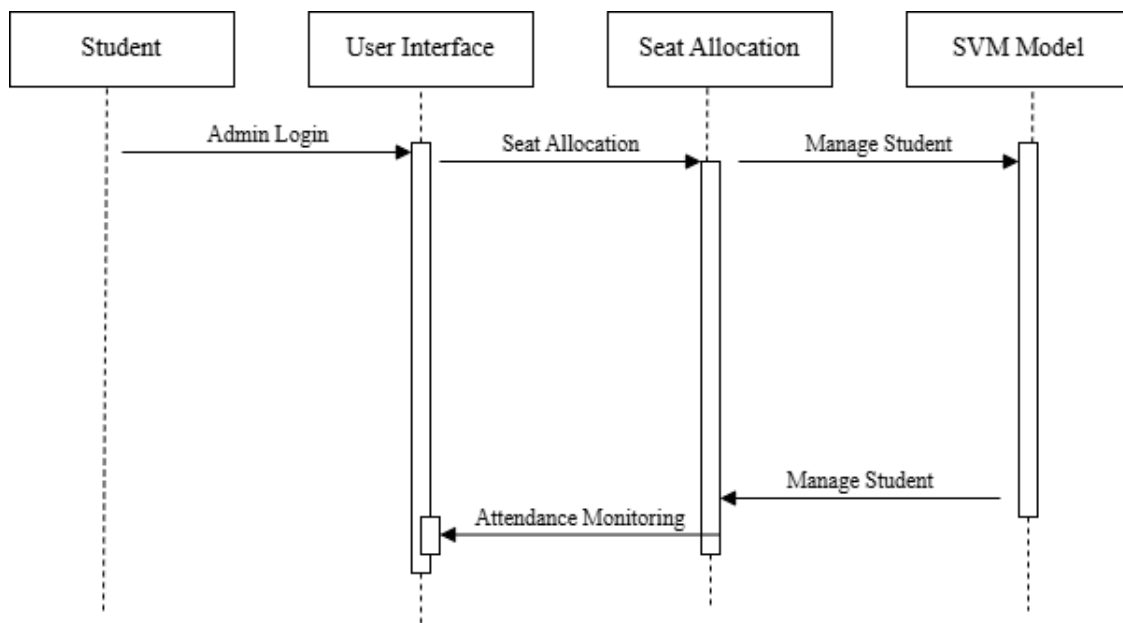 Student
User Interface
Seat Allocation
SVM Model
Admin Login
Seat Allocation
Manage Student
Manage Student
Attendance Monitoring